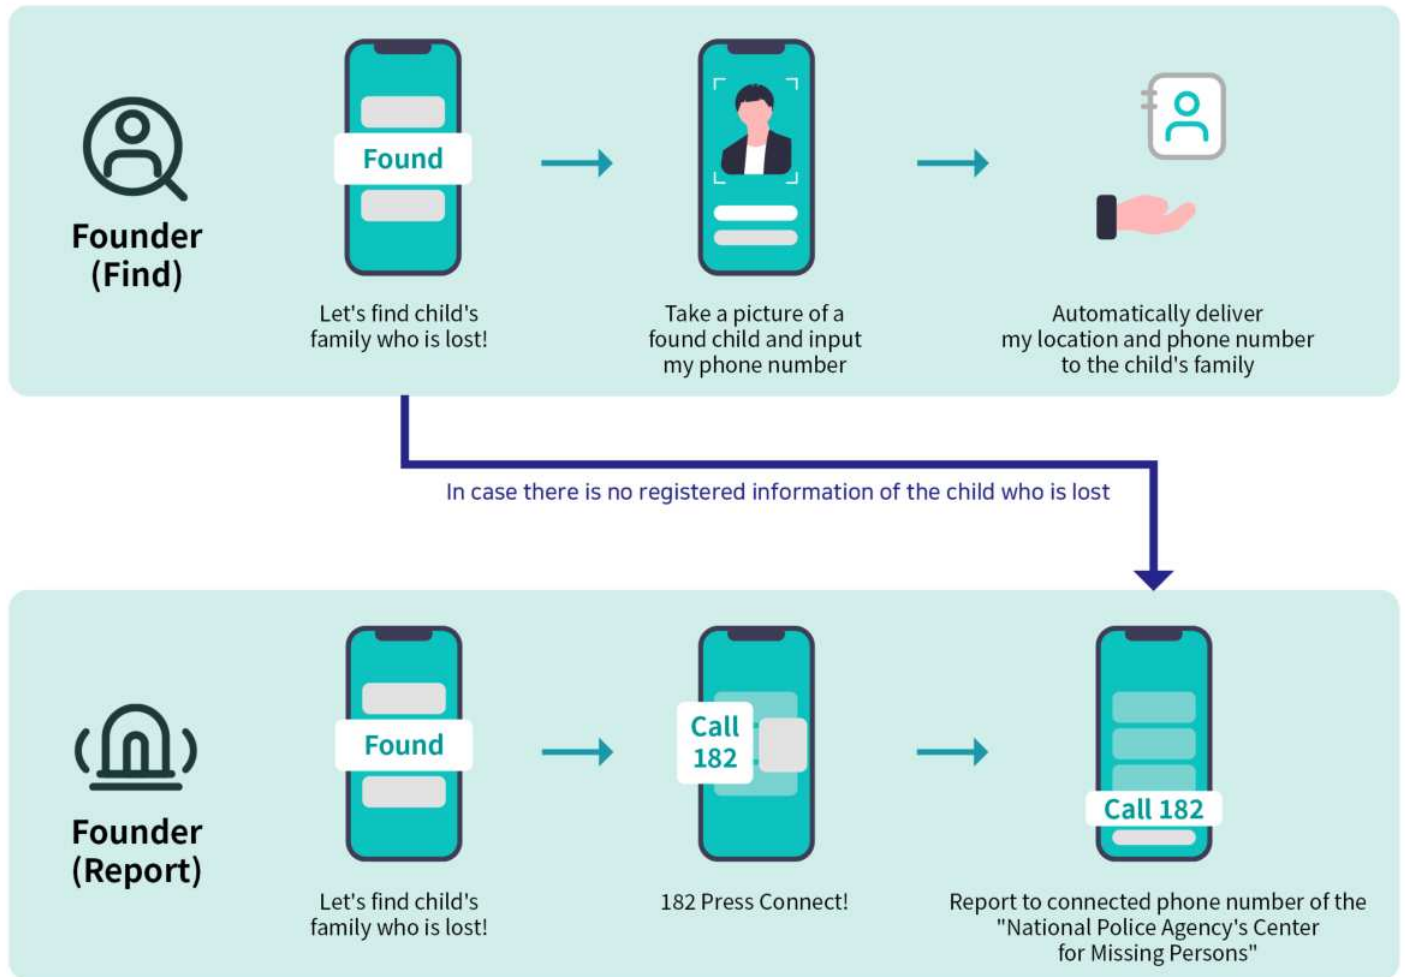 Founder
(Find)
Found
Let's find child's
family who is lost!
Take a picture of a
found child and input
my phone number
Automatically deliver
my location and phone number
to the child's family
In case there is no registered information of the child who is lost
Founder
(Report)
Found
Let's find child's
family who is lost!
Call
182
182 Press Connect!
Call 182
Report to connected phone number of the
"National Police Agency's Center
for Missing Persons"